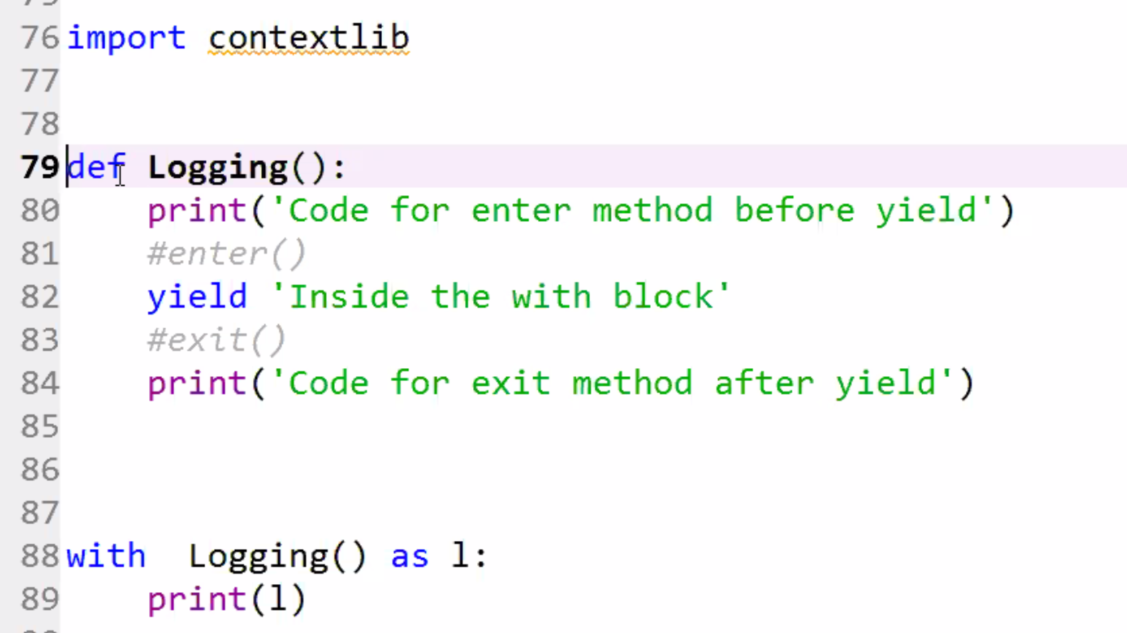 76 import contextlib
77
78
79 def Logging():
80     print('Code for enter method before yield')
81     #enter()
82     yield 'Inside the with block'
83     #exit()
84     print('Code for exit method after yield')
85
86
87
88 with  Logging() as l:
89     print(l)